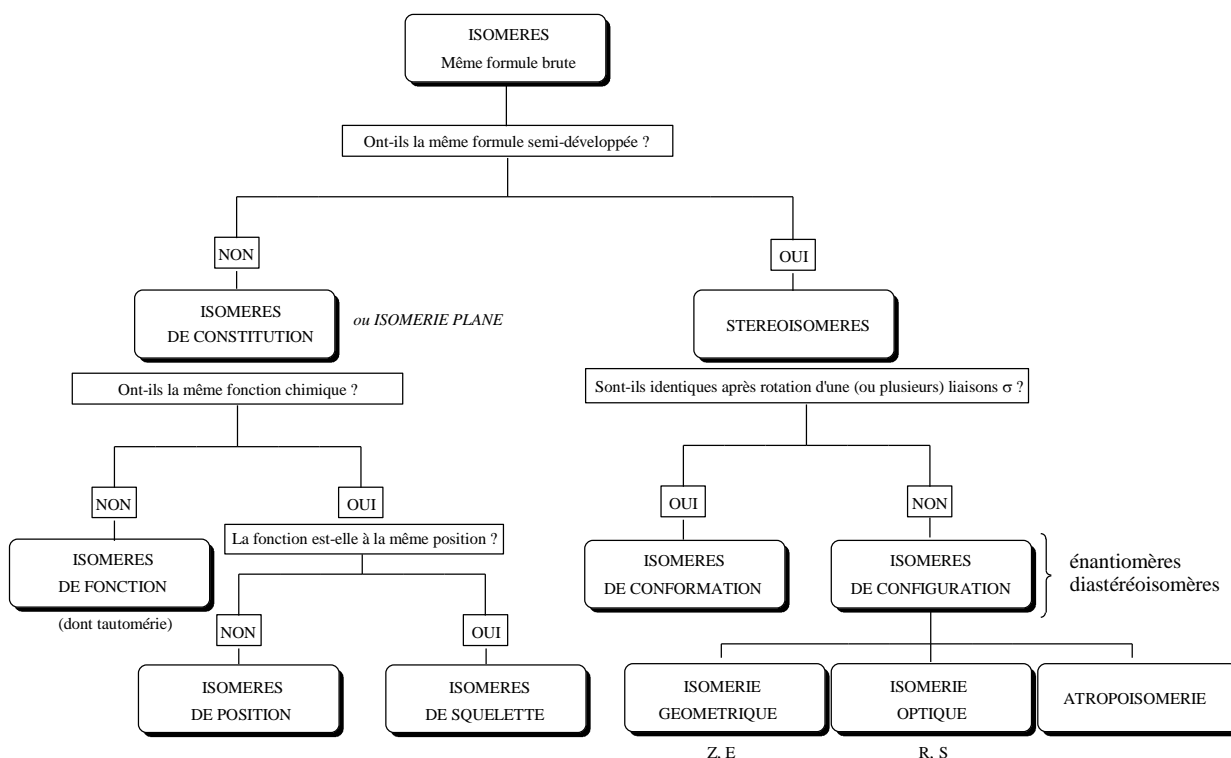 ISOMERES
Même formule brute
Ont-ils la même formule semi-développée ?
NON
OUI
ISOMERES
DE CONSTITUTION
ou ISOMERIE PLANE
STEREOISOMERES
Ont-ils la même fonction chimique ?
Sont-ils identiques après rotation d'une (ou plusieurs) liaisons σ ?
NON
OUI
OUI
NON
La fonction est-elle à la même position ?
ISOMERES
DE FONCTION
(dont tautomérie)
ISOMERES
DE CONFORMATION
ISOMERES
DE CONFIGURATION
énantiomères
diastéréoisomères
NON
OUI
ISOMERES
DE POSITION
ISOMERES
DE SQUELETTE
ISOMERIE
GEOMETRIQUE
ISOMERIE
OPTIQUE
ATROPOISOMERIE
Z, E
R, S